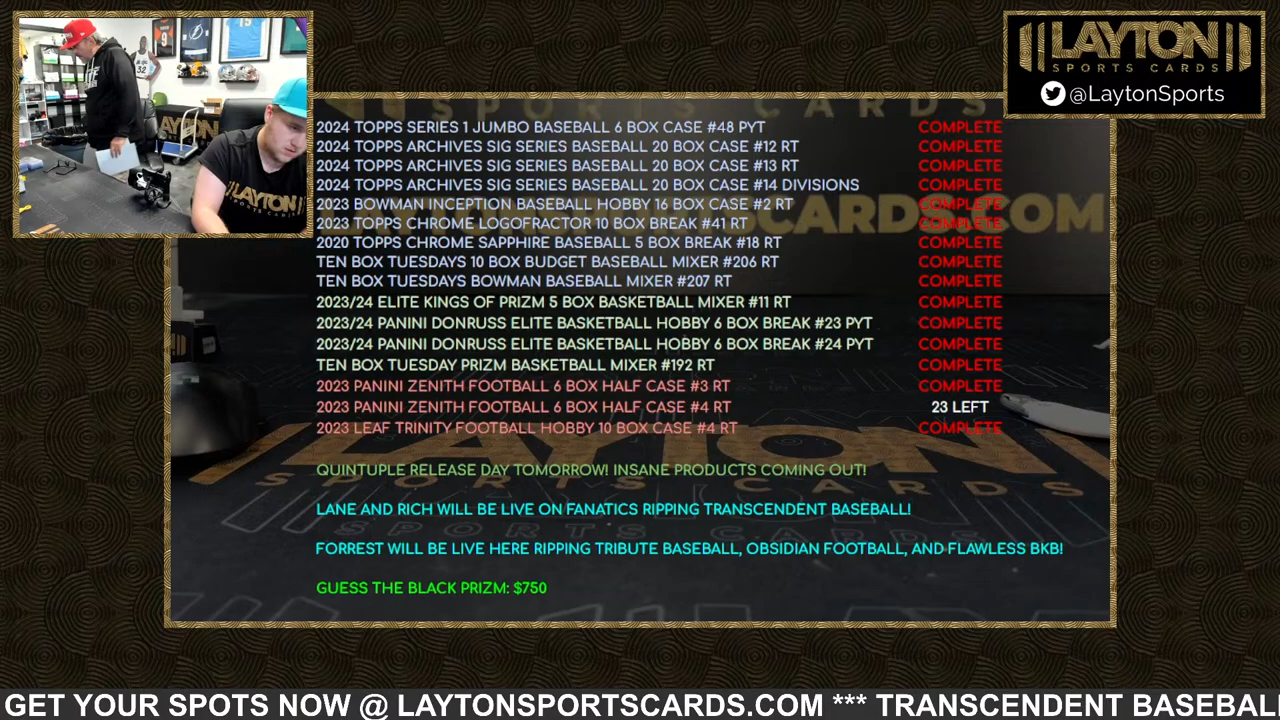 LAYTON
SPORTS CARDS
@LaytonSports
SPORTS CARDS
2024 TOPPS SERIES 1 JUMBO BASEBALL 6 BOX CASE #48 PYT COMPLETE
2024 TOPPS ARCHIVES SIG SERIES BASEBALL 20 BOX CASE #12 RT COMPLETE
2024 TOPPS ARCHIVES SIG SERIES BASEBALL 20 BOX CASE #13 RT COMPLETE
2024 TOPPS ARCHIVES SIG SERIES BASEBALL 20 BOX CASE #14 DIVISIONS COMPLETE
2023 BOWMAN INCEPTION BASEBALL HOBBY 16 BOX CASE #2 RT COMPLETE
CARDS.COM
2023 TOPPS CHROME LOGOFRACTOR 10 BOX BREAK #41 RT COMPLETE
2020 TOPPS CHROME SAPPHIRE BASEBALL 5 BOX BREAK #18 RT COMPLETE
TEN BOX TUESDAYS 10 BOX BUDGET BASEBALL MIXER #206 RT COMPLETE
TEN BOX TUESDAYS BOWMAN BASEBALL MIXER #207 RT COMPLETE
2023/24 ELITE KINGS OF PRIZM 5 BOX BASKETBALL MIXER #11 RT COMPLETE
2023/24 PANINI DONRUSS ELITE BASKETBALL HOBBY 6 BOX BREAK #23 PYT COMPLETE
2023/24 PANINI DONRUSS ELITE BASKETBALL HOBBY 6 BOX BREAK #24 PYT COMPLETE
TEN BOX TUESDAY PRIZM BASKETBALL MIXER #192 RT COMPLETE
2023 PANINI ZENITH FOOTBALL 6 BOX HALF CASE #3 RT COMPLETE
2023 PANINI ZENITH FOOTBALL 6 BOX HALF CASE #4 RT 23 LEFT
2023 LEAF TRINITY FOOTBALL HOBBY 10 BOX CASE #4 RT COMPLETE
LAYTON
SPORTS CARDS
QUINTUPLE RELEASE DAY TOMORROW! INSANE PRODUCTS COMING OUT!
LANE AND RICH WILL BE LIVE ON FANATICS RIPPING TRANSCENDENT BASEBALL!
FORREST WILL BE LIVE HERE RIPPING TRIBUTE BASEBALL, OBSIDIAN FOOTBALL, AND FLAWLESS BKB!
GUESS THE BLACK PRIZM: $750
GET YOUR SPOTS NOW @ LAYTONSPORTSCARDS.COM *** TRANSCENDENT BASEBAL